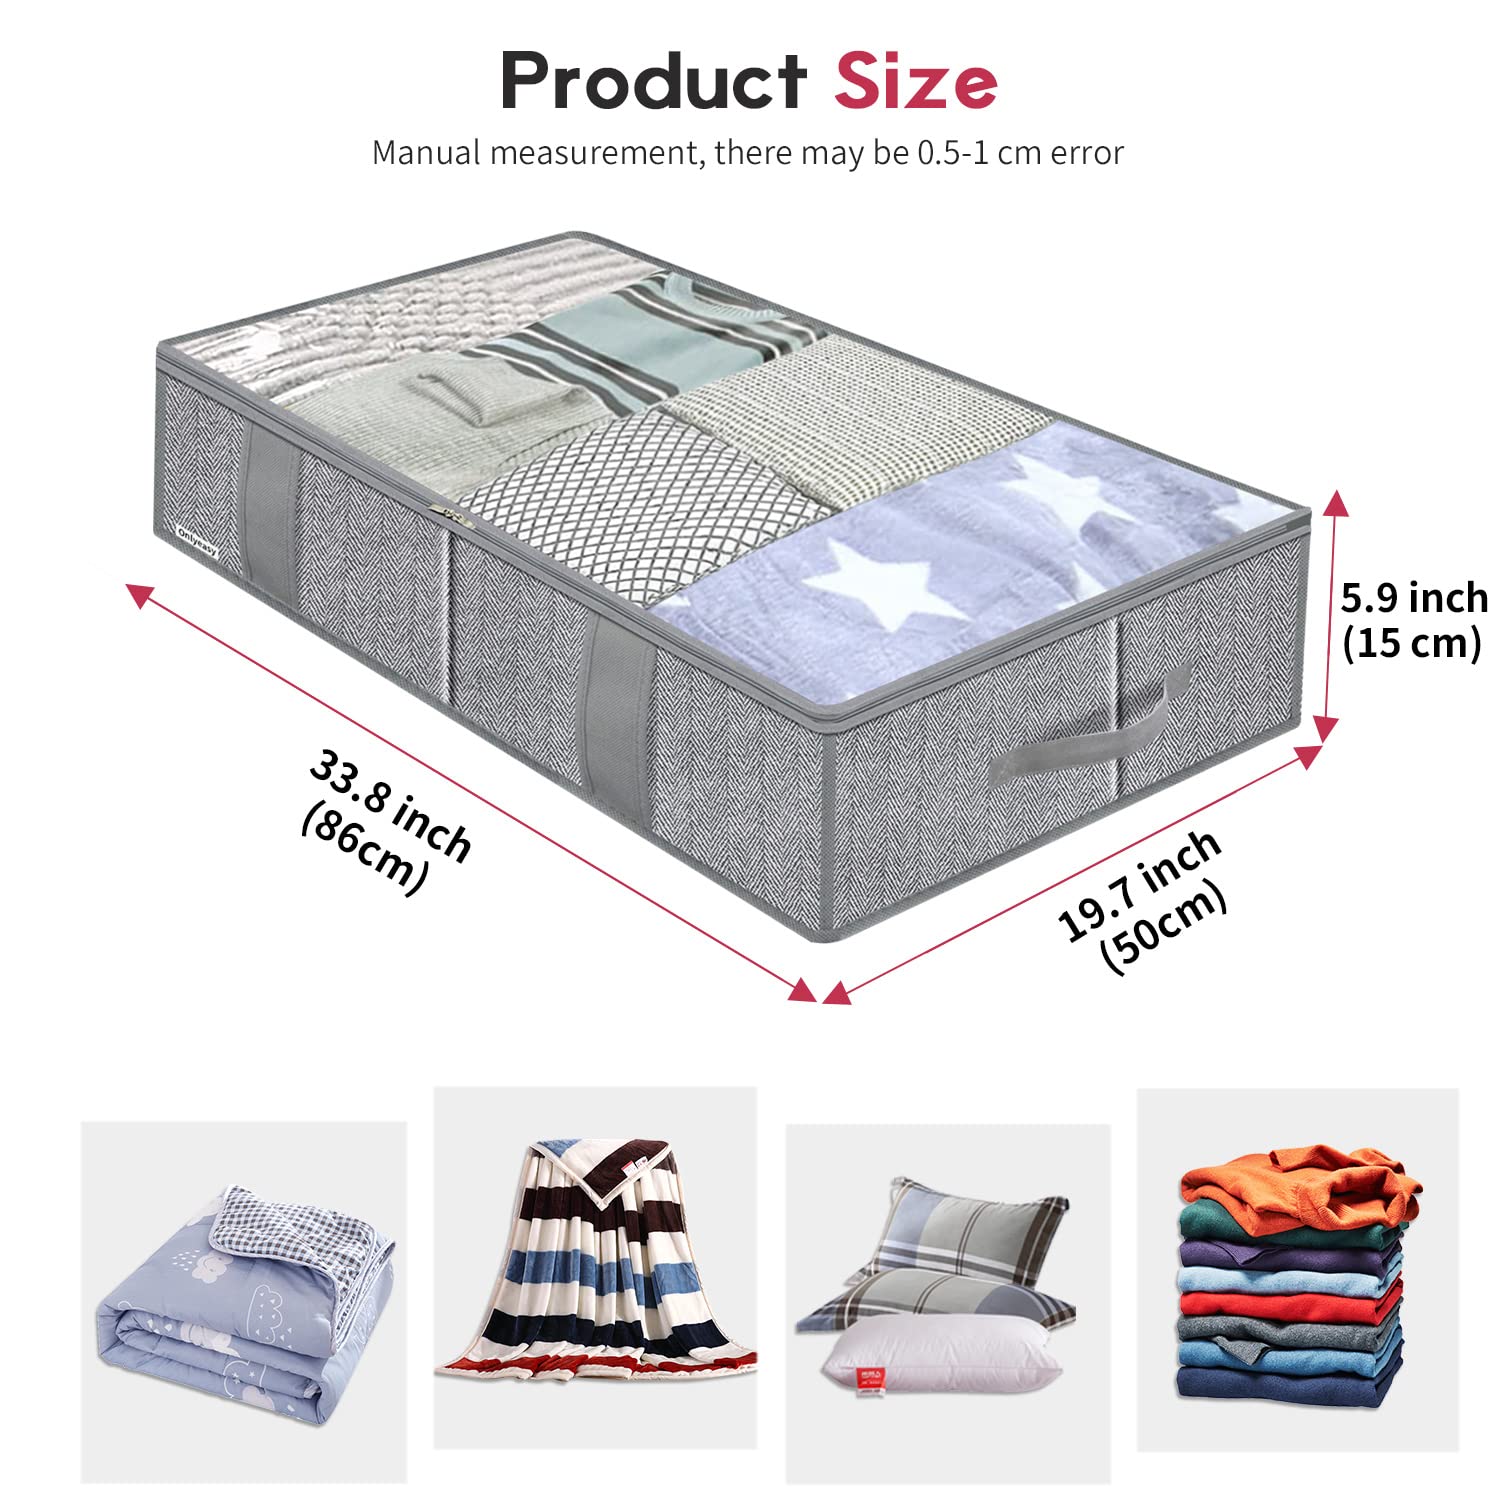 Product Size
Manual measurement, there may be 0.5-1 cm error
Onlyeasy
5.9 inch
(15 cm)
33.8 inch
(86cm)
19.7 inch
(50cm)